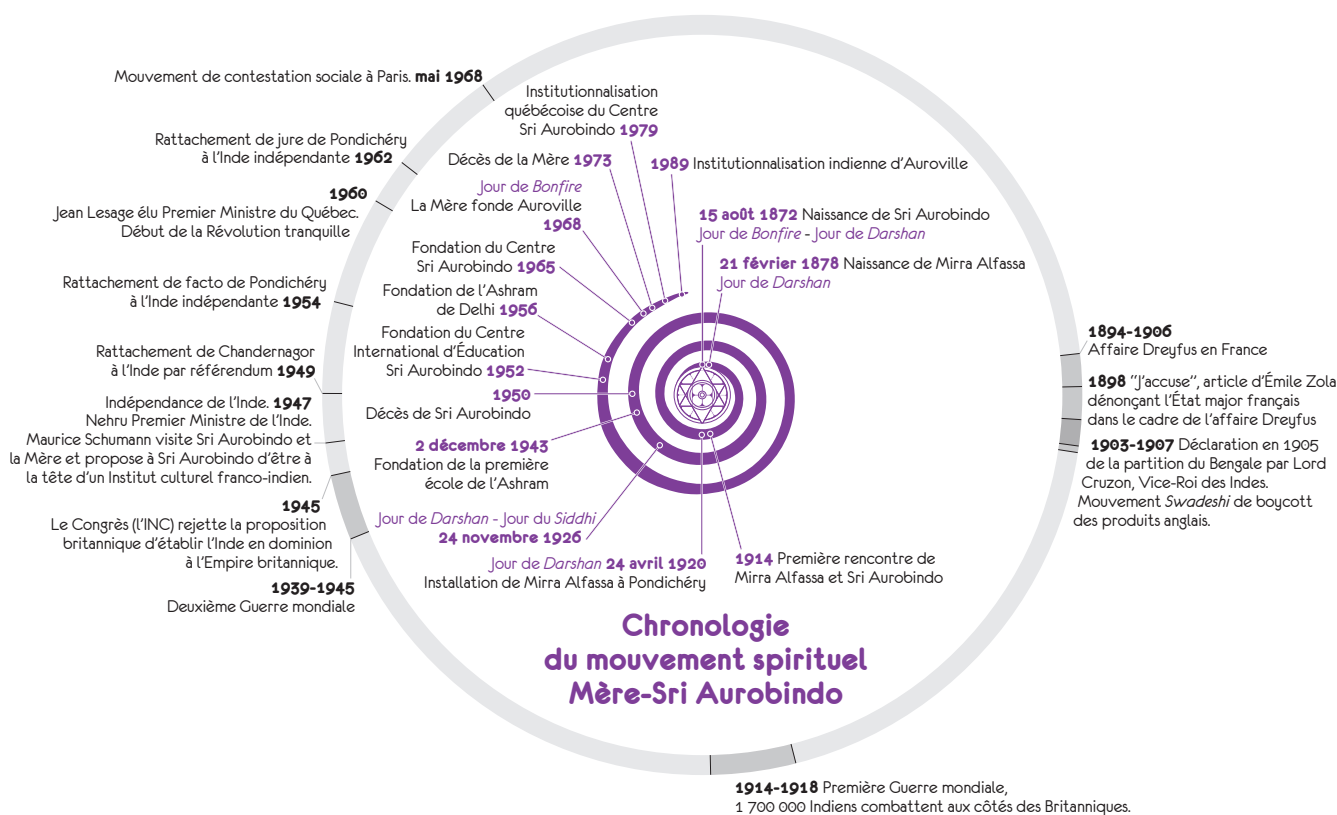 Mouvement de contestation sociale à Paris. mai 1968
Rattachement de jure de Pondichéry
à l'Inde indépendante 1962
1960
Jean Lesage élu Premier Ministre du Québec.
Début de la Révolution tranquille
Rattachement de facto de Pondichéry
à l'Inde indépendante 1954
Rattachement de Chandernagor
à l'Inde par référendum 1949
Indépendance de l'Inde. 1947
Nehru Premier Ministre de l'Inde.
Maurice Schumann visite Sri Aurobindo et
la Mère et propose à Sri Aurobindo d'être à
la tête d'un Institut culturel franco-indien.
1945
Le Congrès (l'INC) rejette la proposition
britannique d'établir l'Inde en dominion
à l'Empire britannique.
1939-1945
Deuxième Guerre mondiale
Institutionnalisation
québécoise du Centre
Sri Aurobindo 1979
Décès de la Mère 1973
Jour de Bonfire
La Mère fonde Auroville
1968
Fondation du Centre
Sri Aurobindo 1965
Fondation de l'Ashram
de Delhi 1956
Fondation du Centre
International d'Éducation
Sri Aurobindo 1952
1950
Décès de Sri Aurobindo
2 décembre 1943
Fondation de la première
école de l'Ashram
Jour de Darshan - Jour du Siddhi
24 novembre 1926
Jour de Darshan 24 avril 1920
Installation de Mirra Alfassa à Pondichéry
1989 Institutionnalisation indienne d'Auroville
15 août 1872 Naissance de Sri Aurobindo
Jour de Bonfire - Jour de Darshan
21 février 1878 Naissance de Mirra Alfassa
Jour de Darshan
1914 Première rencontre de
Mirra Alfassa et Sri Aurobindo
1894-1906
Affaire Dreyfus en France
1898 "J'accuse", article d'Émile Zola
dénonçant l'État major français
dans le cadre de l'affaire Dreyfus
1903-1907 Déclaration en 1905
de la partition du Bengale par Lord
Cruzon, Vice-Roi des Indes.
Mouvement Swadeshi de boycott
des produits anglais.
Chronologie
du mouvement spirituel
Mère-Sri Aurobindo
1914-1918 Première Guerre mondiale,
1 700 000 Indiens combattent aux côtés des Britanniques.